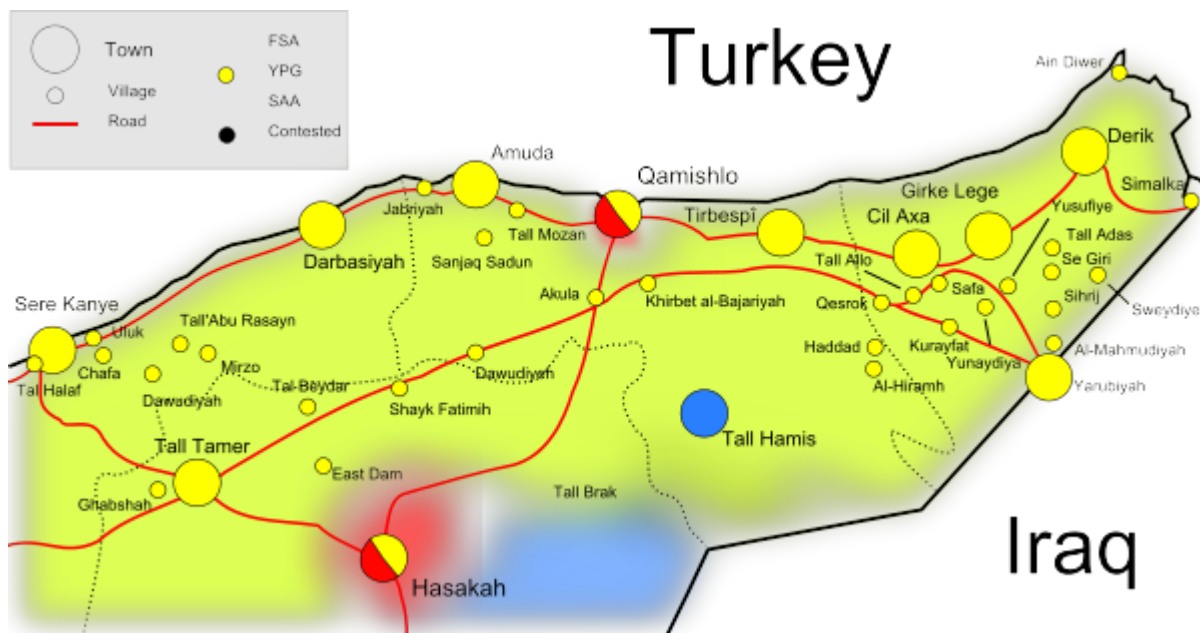 Town
Village
Road
FSA
YPG
SAA
Contested
Turkey
Ain Diwer
Derik
Amuda
Qamishlo
Girke Lege
Simalka
Jabriyah
Tirbespî
Cil Axa
Yusufiye
Tall Mozan
Tall Adas
Darbasiyah
Sanjaq Sadun
Tall Allo
Se Giri
Akula
Khirbet al-Bajariyah
Qesrok
Safa
Sihrij
Sweydiye
Sere Kanye
Uluk
Tall'Abu Rasayn
Chafa
Mirzo
Kurayfat
Haddad
Yunaydiya
Al-Mahmudiyah
Tal Halaf
Dawadiyah
Tal Beydar
Dawudiyah
Shayk Fatimih
Al-Hiramh
Yarubiyah
Tall Tamer
Tall Hamis
East Dam
Tall Brak
Ghabshah
Iraq
Hasakah